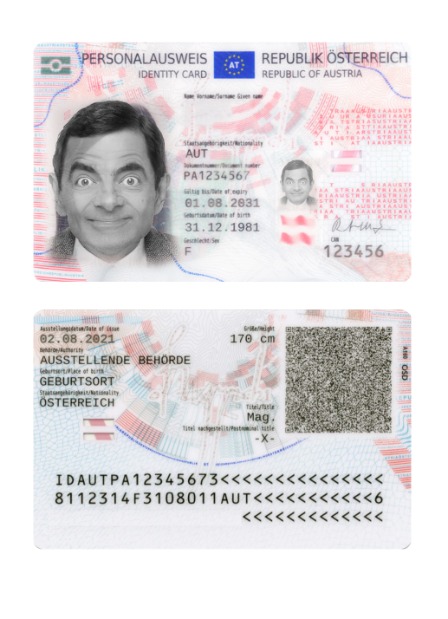 PERSONALAUSWEIS
IDENTITY CARD
AT
REPUBLIK ÖSTERREICH
REPUBLIC OF AUSTRIA
Name Vorname/Surname Given name
Staatsangehörigkeit/Nationality
AUT
Dokumentnummer/Document number
PA1234567
Gültig bis/Date of expiry
01.08.2031
Geburtsdatum/Date of birth
31.12.1981
Geschlecht/Sex
F
CAN
123456
Ausstellungsdatum/Date of issue
02.08.2021
Behörde/Authority
AUSSTELLENDE BEHÖRDE
Geburtsort/Place of birth
GEBURTSORT
Staatsangehörigkeit/Nationality
ÖSTERREICH
Größe/Height
170 cm
Titel/Title
Mag.
Titel nachgestellt/Postnominal title
-X-
OSD
IDAUTPA12345673<<<<<<<<<<<<<<<
8112314F3108011AUT<<<<<<<<<<<6
<<<<<<<<<<<<<